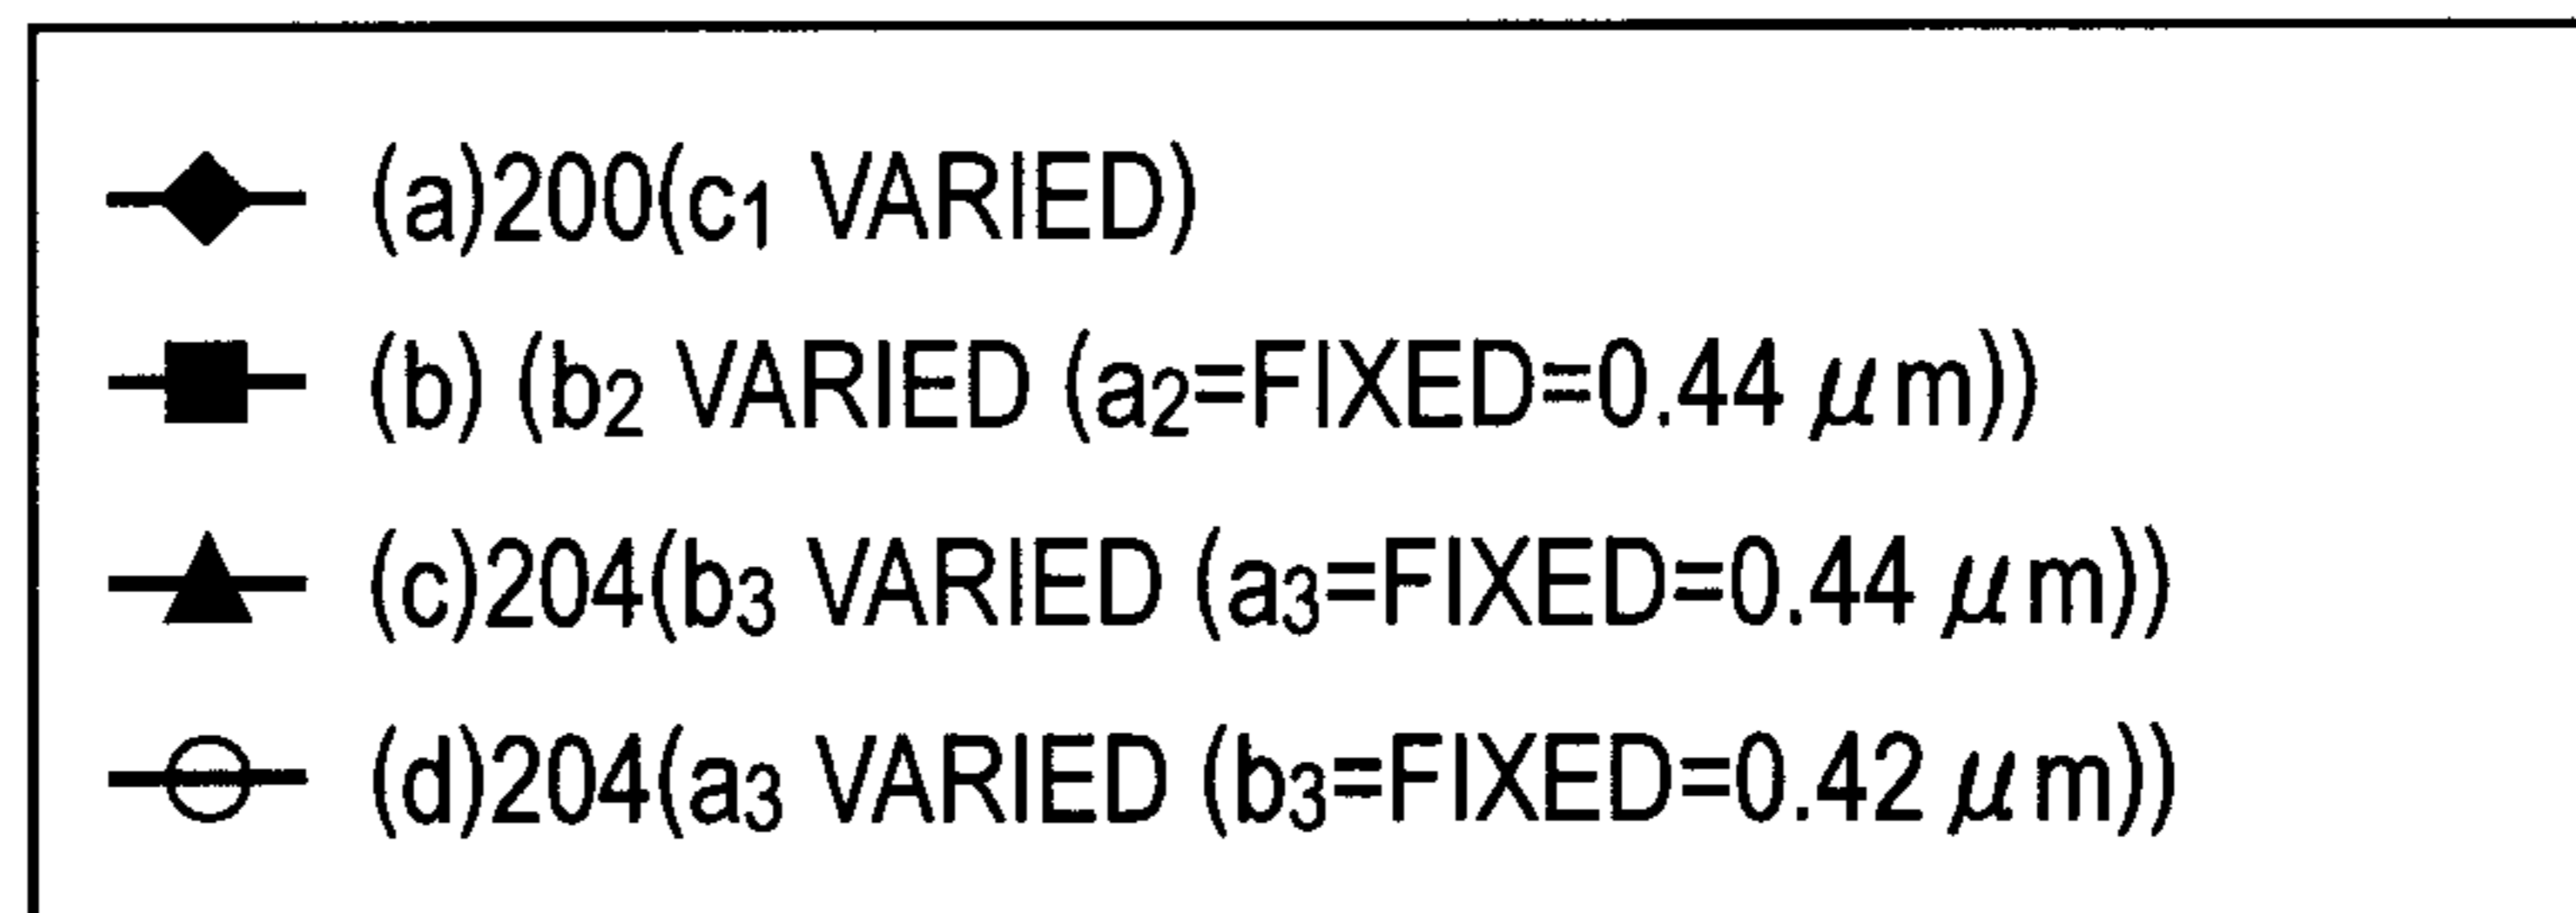 (a)200(c₁ VARIED)
(b) (b₂ VARIED (a₂=FIXED=0.44 μm))
(c)204(b₃ VARIED (a₃=FIXED=0.44 μm))
(d)204(a₃ VARIED (b₃=FIXED=0.42 μm))